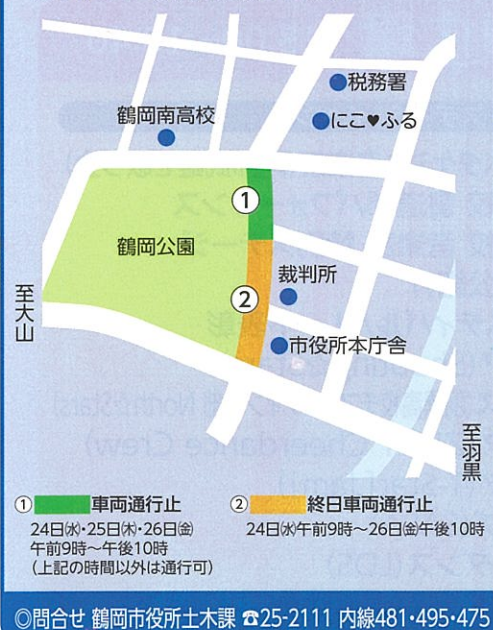 税務署
鶴岡南高校
にこ♥ふる
①
鶴岡公園
裁判所
②
至大山
市役所本庁舎
至羽黒
① 車両通行止
24日㈬・25日㈭・26日㈮
午前9時～午後10時
(上記の時間以外は通行可)
② 終日車両通行止
24日㈬午前9時～26日㈮午後10時
◎問合せ 鶴岡市役所土木課 ☎25-2111 内線481・495・475